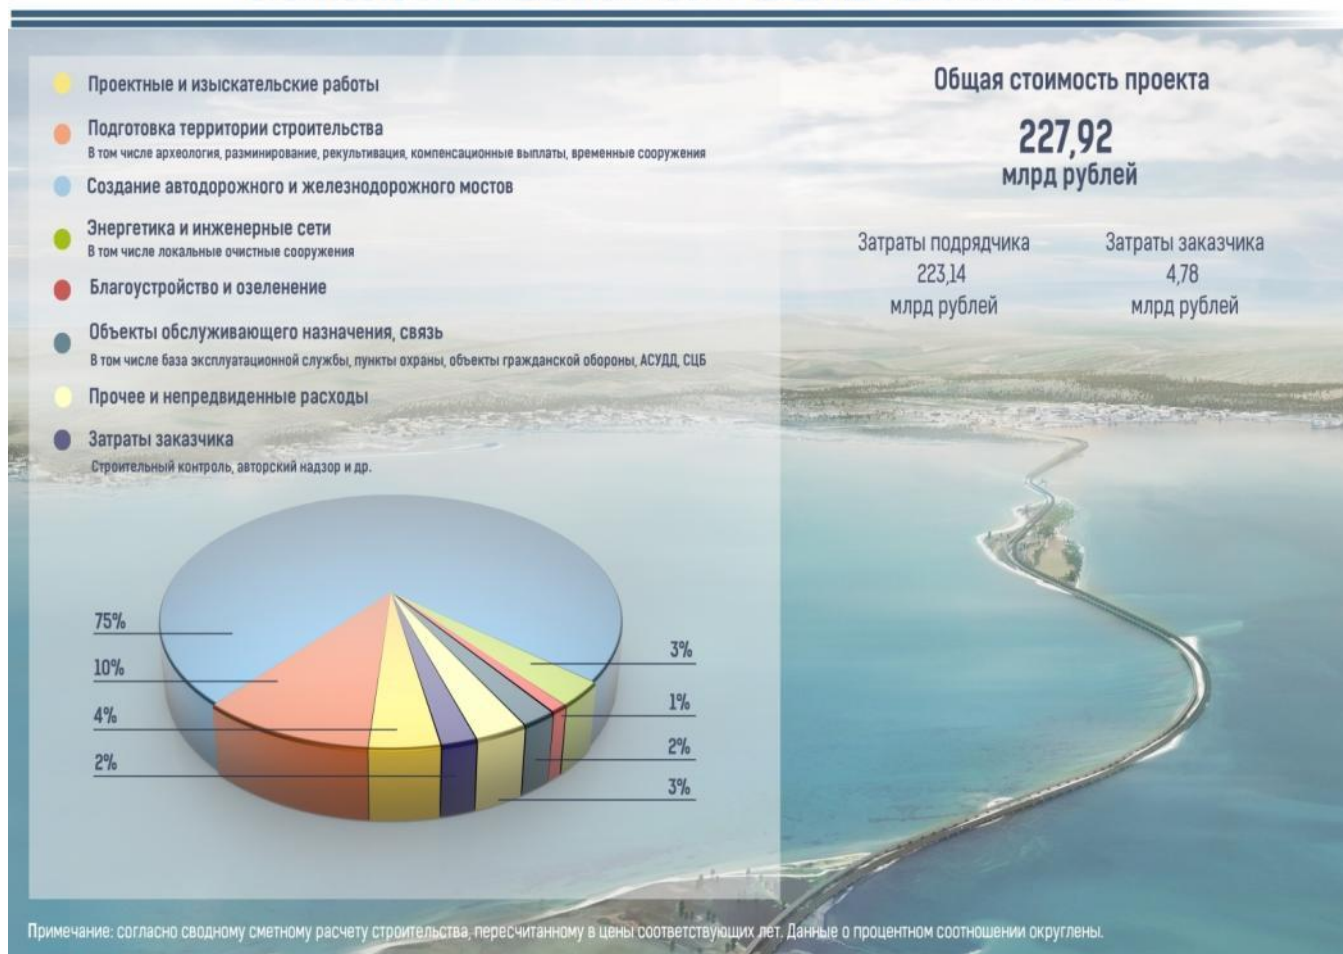 Проектные и изыскательские работы
Подготовка территории строительства
В том числе археология, разминирование, рекультивация, компенсационные выплаты, временные сооружения
Создание автодорожного и железнодорожного мостов
Энергетика и инженерные сети
В том числе локальные очистные сооружения
Благоустройство и озеленение
Объекты обслуживающего назначения, связь
В том числе база эксплуатационной службы, пункты охраны, объекты гражданской обороны, АСУДД, СЦБ
Прочее и непредвиденные расходы
Затраты заказчика
Строительный контроль, авторский надзор и др.
75%
10%
4%
2%
3%
1%
2%
3%
Общая стоимость проекта
227,92
млрд рублей
Затраты подрядчика
223,14
млрд рублей
Затраты заказчика
4,78
млрд рублей
Примечание: согласно сводному сметному расчету строительства, пересчитанному в цены соответствующих лет. Данные о процентном соотношении округлены.